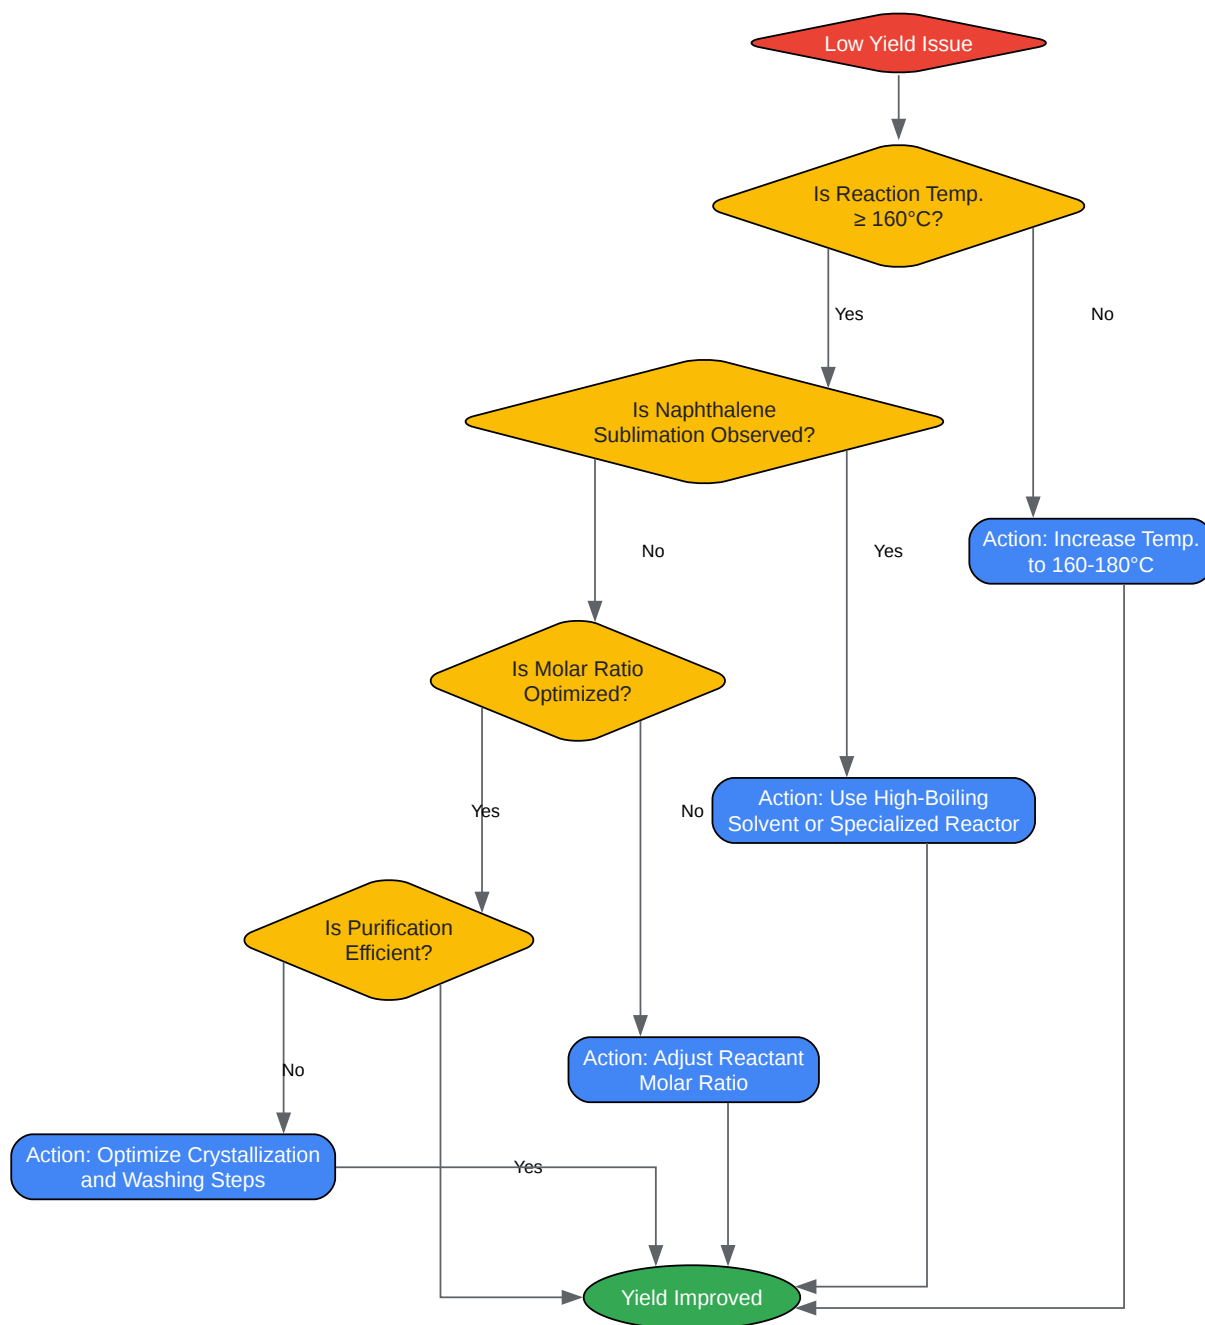 Low Yield Issue
Is Reaction Temp.
≥ 160°C?
Yes
No
Is Naphthalene
Sublimation Observed?
No
Yes
Action: Increase Temp.
to 160-180°C
Is Molar Ratio
Optimized?
Yes
No
Action: Use High-Boiling
Solvent or Specialized Reactor
Is Purification
Efficient?
No
Action: Adjust Reactant
Molar Ratio
Action: Optimize Crystallization
and Washing Steps
Yes
Yield Improved